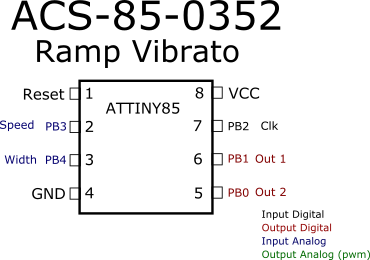 ACS-85-0352
Ramp Vibrato
Reset 1 8 VCC
ATTINY85
Speed PB3 2 7 PB2 Clk
Width PB4 3 6 PB1 Out 1
GND 4 5 PB0 Out 2
Input Digital
Output Digital
Input Analog
Output Analog (pwm)